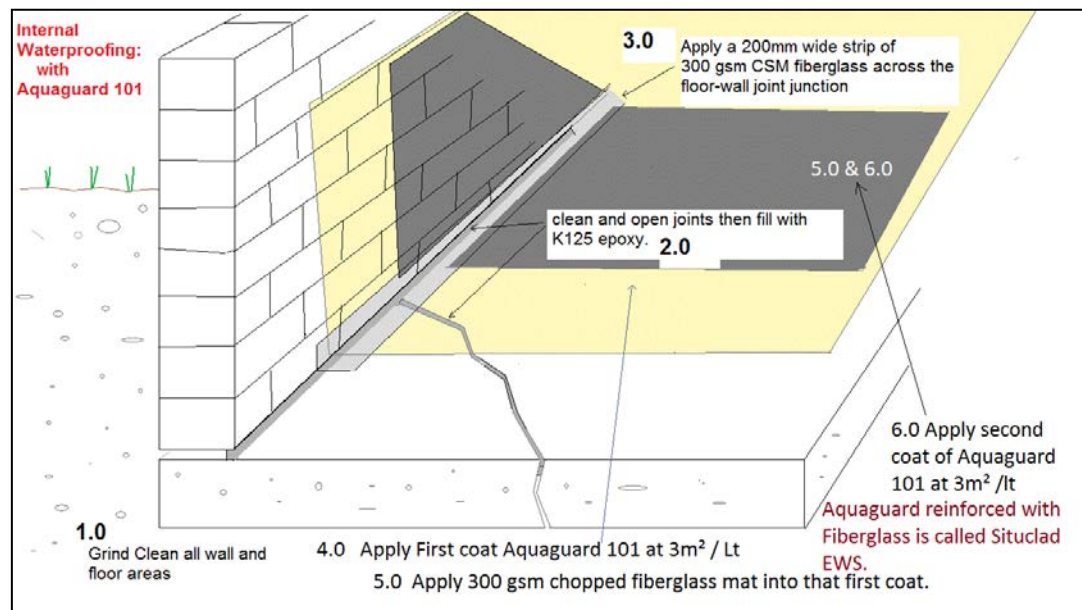 Internal
Waterproofing:
with
Aquaguard 101
3.0
Apply a 200mm wide strip of
300 gsm CSM fiberglass across the
floor-wall joint junction
5.0 & 6.0
clean and open joints then fill with
K125 epoxy. 2.0
6.0 Apply second
coat of Aquaguard
101 at 3m² /lt
Aquaguard reinforced with
Fiberglass is called Situclad
EWS.
1.0
Grind Clean all wall and
floor areas
4.0 Apply First coat Aquaguard 101 at 3m² / Lt
5.0 Apply 300 gsm chopped fiberglass mat into that first coat.